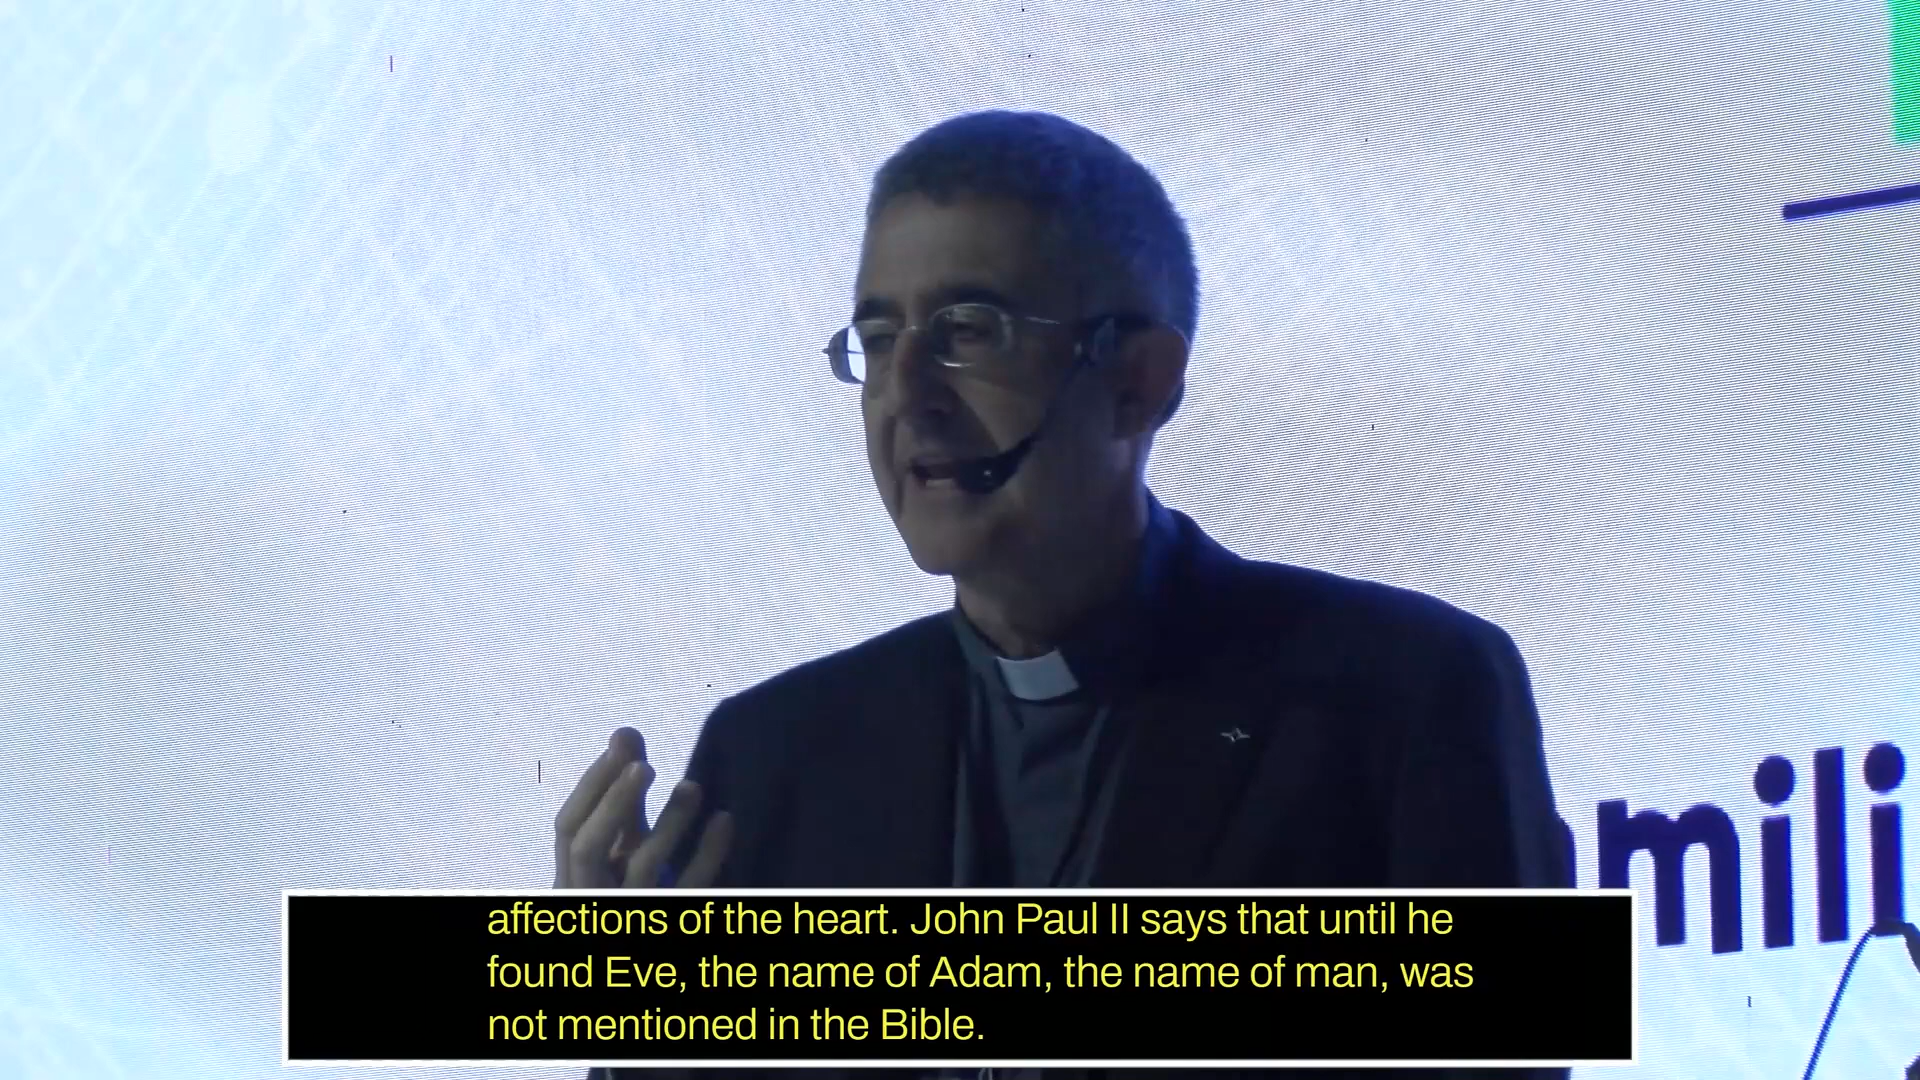 mili
affections of the heart. John Paul II says that until he
found Eve, the name of Adam, the name of man, was
not mentioned in the Bible.